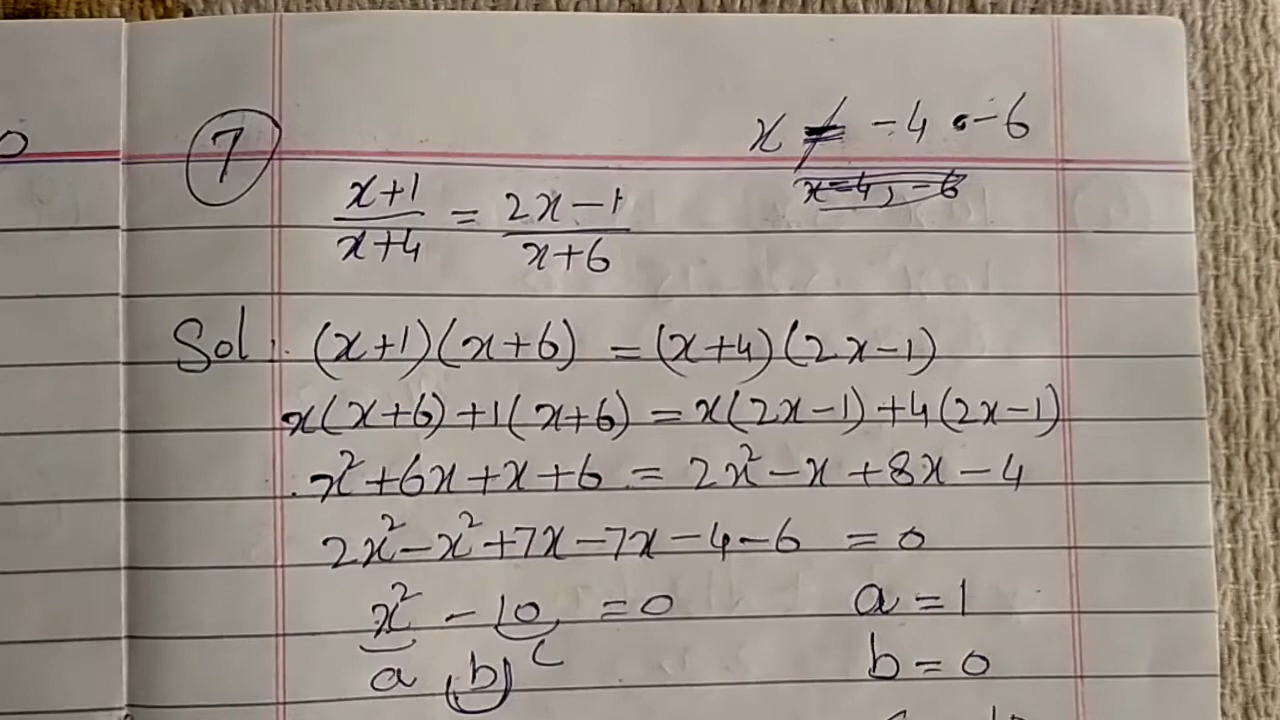 0
7
x ≠ -4, -6
x=4, -6
x+1/x+4 = 2x-1/x+6
Sol: (x+1)(x+6) = (x+4)(2x-1)
x(x+6)+1(x+6) = x(2x-1)+4(2x-1)
x²+6x+x+6 = 2x²-x+8x-4
2x²-x²+7x-7x-4-6 = 0
x² - 10 = 0 a = 1
a (b) c b = 0